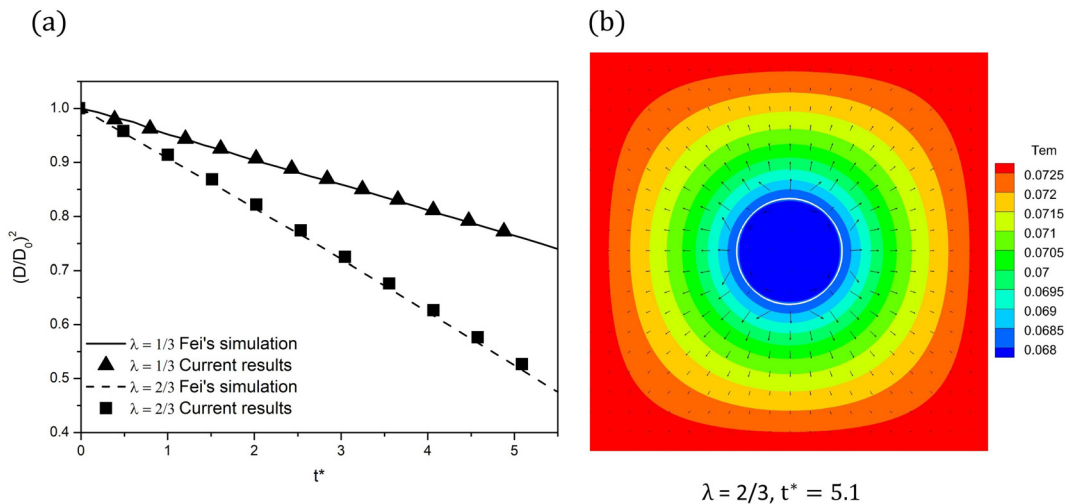 (a)
(b)
1.0
0.9
0.8
0.7
0.6
0.5
0.4
(D/D₀)²
λ = 1/3 Fei's simulation
λ = 1/3 Current results
λ = 2/3 Fei's simulation
λ = 2/3 Current results
0 1 2 3 4 5
t*
Tem
0.0725
0.072
0.0715
0.071
0.0705
0.07
0.0695
0.069
0.0685
0.068
λ = 2/3, t* = 5.1